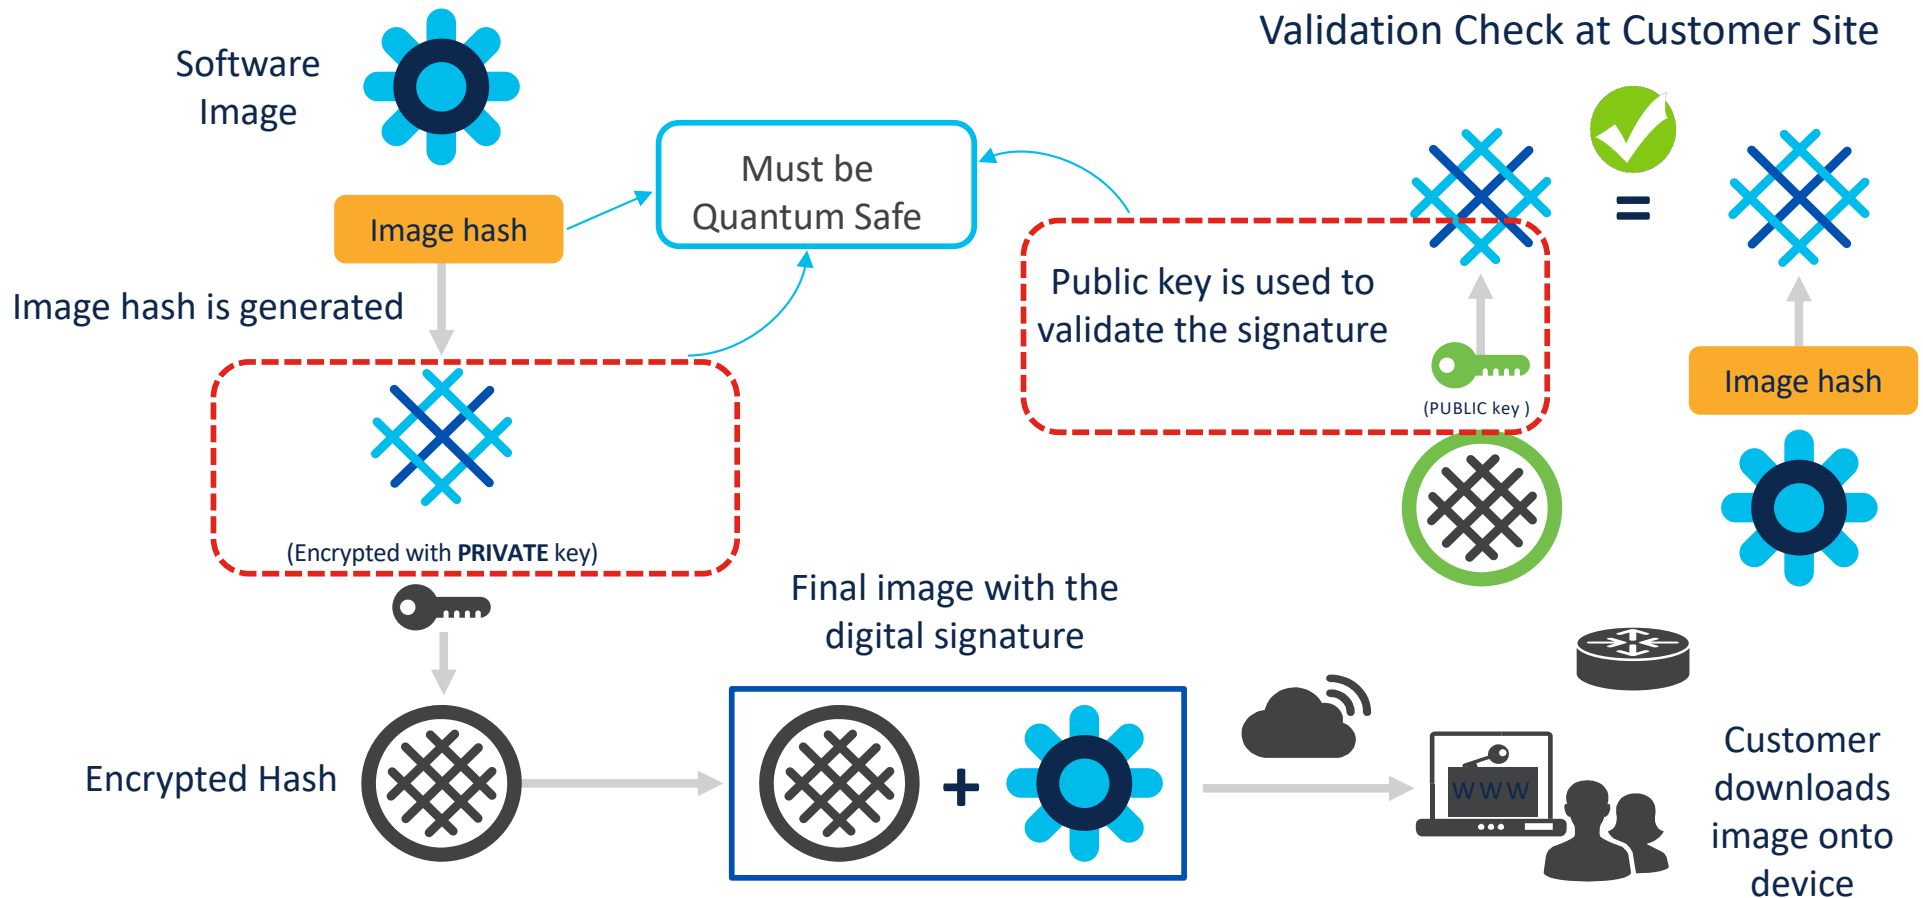 Validation Check at Customer Site
Software
Image
Must be
Quantum Safe
Image hash
Image hash is generated
Public key is used to
validate the signature
(PUBLIC key )
Image hash
(Encrypted with PRIVATE key)
Final image with the
digital signature
Encrypted Hash
WWW
Customer
downloads
image onto
device